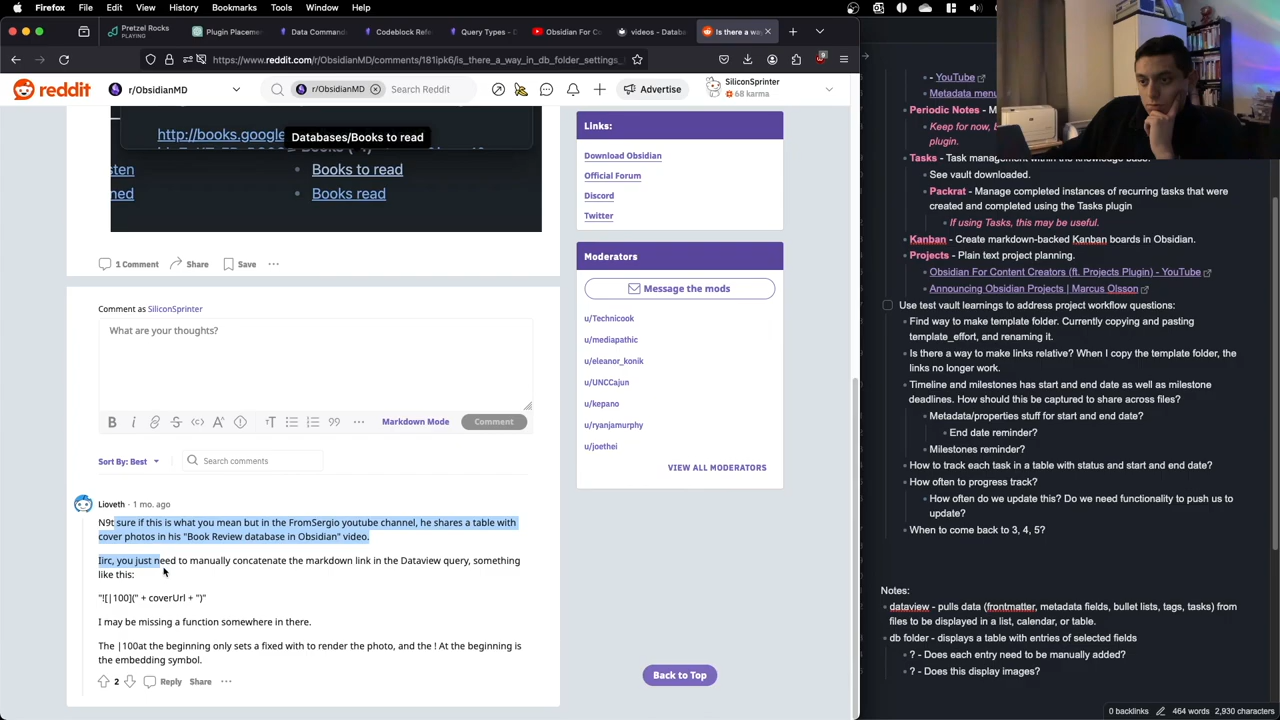 Firefox File Edit View History Bookmarks Tools Window Help
Pretzel Rocks
PLAYING
Plugin Placeme
Data Command
Codeblock Refe
Query Types - D
Obsidian For Co
videos - Databa
Is there a wa
https://www.reddit.com/r/ObsidianMD/comments/181ipk6/is_there_a_way_in_db_folder_settings_
9
reddit
r/ObsidianMD
r/ObsidianMD
Search Reddit
Advertise
SiliconSprinter
68 karma
http://books.google
Databases/Books to read
sten
Books to read
ned
Books read
1 Comment
Share
Save
Comment as SiliconSprinter
What are your thoughts?
Markdown Mode
Comment
Sort By: Best
Search comments
Lioveth · 1 mo. ago
N9t sure if this is what you mean but in the FromSergio youtube channel, he shares a table with
cover photos in his "Book Review database in Obsidian" video.
Iirc, you just need to manually concatenate the markdown link in the Dataview query, something
like this:
"![|100](" + coverUrl + ")"
I may be missing a function somewhere in there.
The |100at the beginning only sets a fixed with to render the photo, and the ! At the beginning is
the embedding symbol.
2
Reply
Share
Links:
Download Obsidian
Official Forum
Discord
Twitter
Moderators
Message the mods
u/Technicook
u/mediapathic
u/eleanor_konik
u/UNCCajun
u/kepano
u/ryanjamurphy
u/joethei
VIEW ALL MODERATORS
Back to Top
- YouTube
Metadata menu
Periodic Notes - M
Keep for now, b
plugin.
Tasks - Task management within the knowledge base.
See vault downloaded.
Packrat - Manage completed instances of recurring tasks that were
created and completed using the Tasks plugin
If using Tasks, this may be useful.
Kanban - Create markdown-backed Kanban boards in Obsidian.
Projects - Plain text project planning.
Obsidian For Content Creators (ft. Projects Plugin) - YouTube
Announcing Obsidian Projects | Marcus Olsson
Use test vault learnings to address project workflow questions:
Find way to make template folder. Currently copying and pasting
template_effort, and renaming it.
Is there a way to make links relative? When I copy the template folder, the
links no longer work.
Timeline and milestones has start and end date as well as milestone
deadlines. How should this be captured to share across files?
Metadata/properties stuff for start and end date?
End date reminder?
Milestones reminder?
How to track each task in a table with status and start and end date?
How often to progress track?
How often do we update this? Do we need functionality to push us to
update?
When to come back to 3, 4, 5?
Notes:
dataview - pulls data (frontmatter, metadata fields, bullet lists, tags, tasks) from
files to be displayed in a list, calendar, or table.
db folder - displays a table with entries of selected fields
? - Does each entry need to be manually added?
? - Does this display images?
0 backlinks
464 words
2,930 characters